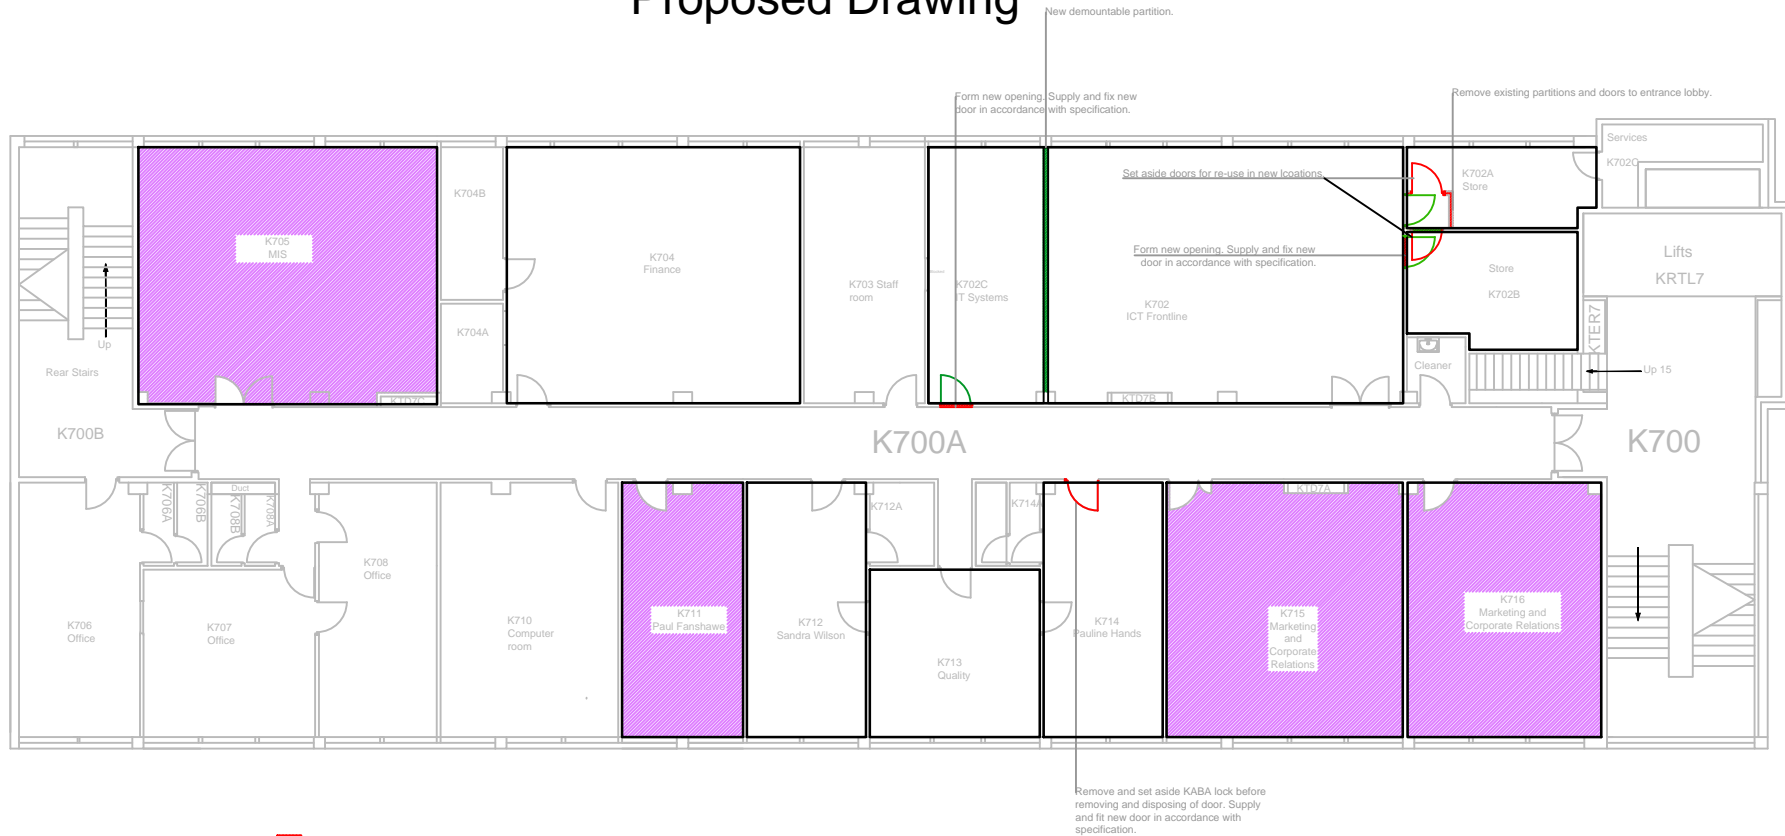 Proposed Drawing
New demountable partition.
Form new opening. Supply and fix new
door in accordance with specification.
Remove existing partitions and doors to entrance lobby.
Services
K702C
K702A
Store
Set aside doors for re-use in new lcoations.
K704B
K705
MIS
K704
Finance
Form new opening. Supply and fix new
door in accordance with specification.
Store
K702B
Lifts
KRTL7
K703 Staff
room
K702C
IT Systems
K702
ICT Frontline
K704A
KTER7
Up
Rear Stairs
Cleaner
Up 15
KTD7C
KTD7B
K700B
K700A
K700
K706A
K706B
Duct
K708B
K708A
K712A
K714A
KTD7A
K708
Office
K706
Office
K707
Office
K710
Computer
room
K711
Paul Fanshawe
K712
Sandra Wilson
K713
Quality
K714
Pauline Hands
K715
Marketing
and
Corporate
Relations
K716
Marketing and
Corporate Relations
Remove and set aside KABA lock before
removing and disposing of door. Supply
and fit new door in accordance with
specification.